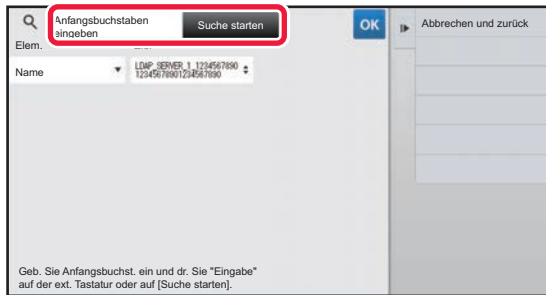 Anfangsbuchstaben
eingeben
Suche starten
OK
Abbrechen und zurück
Elem.
Name
LDAP_SERVER_1_1234567890
12345678901234567890
Geb. Sie Anfangsbuchst. ein und dr. Sie "Eingabe"
auf der ext. Tastatur oder auf [Suche starten].